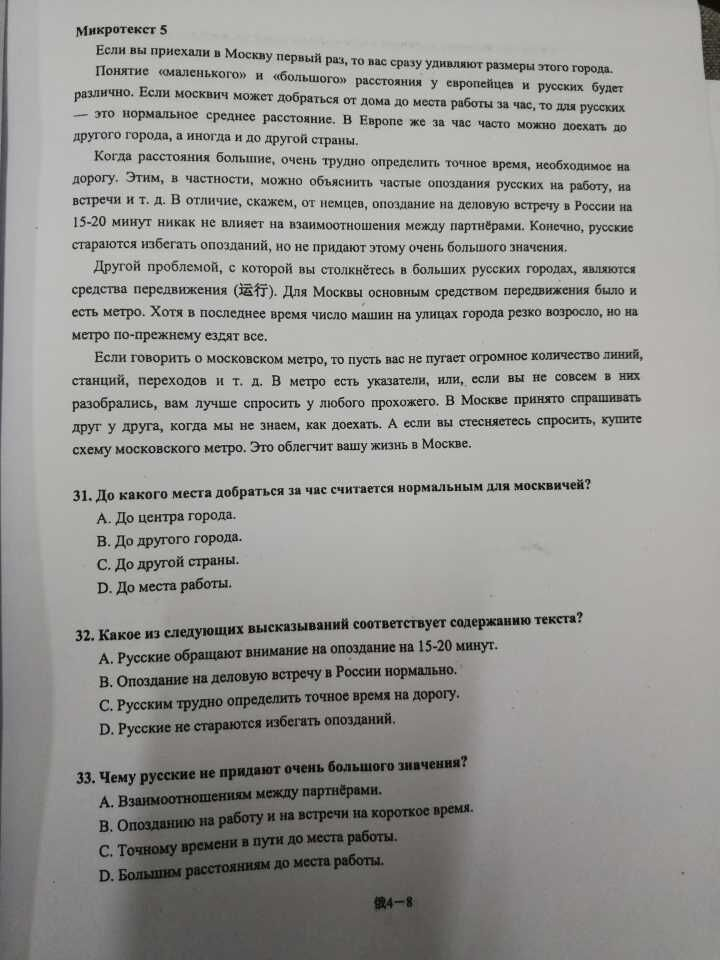 Микротекст 5
Если вы приехали в Москву первый раз, то вас сразу удивляют размеры этого города.
Понятие «маленького» и «большого» расстояния у европейцев и русских будет
различно. Если москвич может добраться от дома до места работы за час, то для русских
— это нормальное среднее расстояние. В Европе же за час часто можно доехать до
другого города, а иногда и до другой страны.
Когда расстояния большие, очень трудно определить точное время, необходимое на
дорогу. Этим, в частности, можно объяснить частые опоздания русских на работу, на
встречи и т. д. В отличие, скажем, от немцев, опоздание на деловую встречу в России на
15-20 минут никак не влияет на взаимоотношения между партнёрами. Конечно, русские
стараются избегать опозданий, но не придают этому очень большого значения.
Другой проблемой, с которой вы столкнётесь в больших русских городах, являются
средства передвижения (运行). Для Москвы основным средством передвижения было и
есть метро. Хотя в последнее время число машин на улицах города резко возросло, но на
метро по-прежнему ездят все.
Если говорить о московском метро, то пусть вас не пугает огромное количество линий,
станций, переходов и т. д. В метро есть указатели, или, если вы не совсем в них
разобрались, вам лучше спросить у любого прохожего. В Москве принято спрашивать
друг у друга, когда мы не знаем, как доехать. А если вы стесняетесь спросить, купите
схему московского метро. Это облегчит вашу жизнь в Москве.
31. До какого места добраться за час считается нормальным для москвичей?
A. До центра города.
B. До другого города.
C. До другой страны.
D. До места работы.
32. Какое из следующих высказываний соответствует содержанию текста?
A. Русские обращают внимание на опоздание на 15-20 минут.
B. Опоздание на деловую встречу в России нормально.
C. Русским трудно определить точное время на дорогу.
D. Русские не стараются избегать опозданий.
33. Чему русские не придают очень большого значения?
A. Взаимоотношениям между партнёрами.
B. Опозданию на работу и на встречи на короткое время.
C. Точному времени в пути до места работы.
D. Большим расстояниям до места работы.
俄4－8